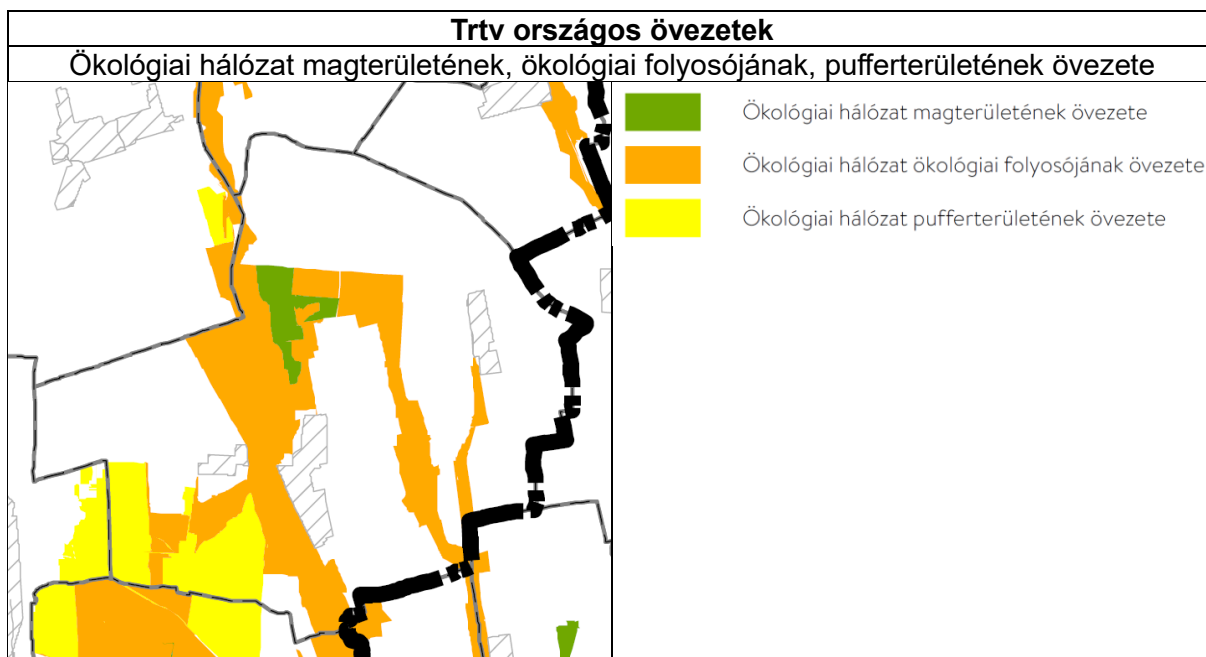 Trtv országos övezetek
Ökológiai hálózat magterületének, ökológiai folyosójának, pufferterületének övezete
Ökológiai hálózat magterületének övezete
Ökológiai hálózat ökológiai folyosójának övezete
Ökológiai hálózat pufferterületének övezete